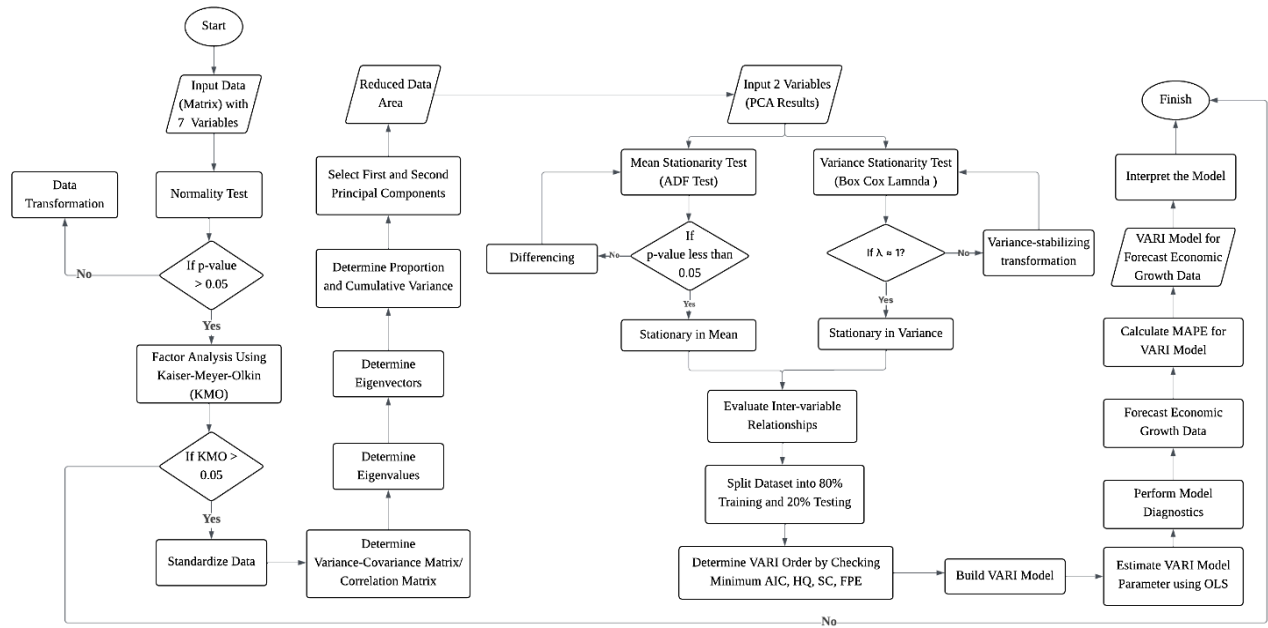 Start
Input Data
(Matrix) with
7 Variables
Normality Test
Data
Transformation
If p-value
> 0.05
No
Yes
Factor Analysis Using
Kaiser-Meyer-Olkin
(KMO)
If KMO >
0.05
Yes
Standardize Data
Determine
Variance-Covariance Matrix/
Correlation Matrix
Determine
Eigenvalues
Determine
Eigenvectors
Determine Proportion
and Cumulative Variance
Select First and Second
Principal Components
Reduced Data
Area
Input 2 Variables
(PCA Results)
Mean Stationarity Test
(ADF Test)
Variance Stationarity Test
(Box Cox Lamnda )
If
p-value less than
0.05
No
Differencing
Yes
Stationary in Mean
If λ ≈ 1?
No
Variance-stabilizing
transformation
Yes
Stationary in Variance
Evaluate Inter-variable
Relationships
Split Dataset into 80%
Training and 20% Testing
Determine VARI Order by Checking
Minimum AIC, HQ, SC, FPE
Build VARI Model
Estimate VARI Model
Parameter using OLS
Perform Model
Diagnostics
Forecast Economic
Growth Data
Calculate MAPE for
VARI Model
VARI Model for
Forecast Economic
Growth Data
Interpret the Model
Finish
No